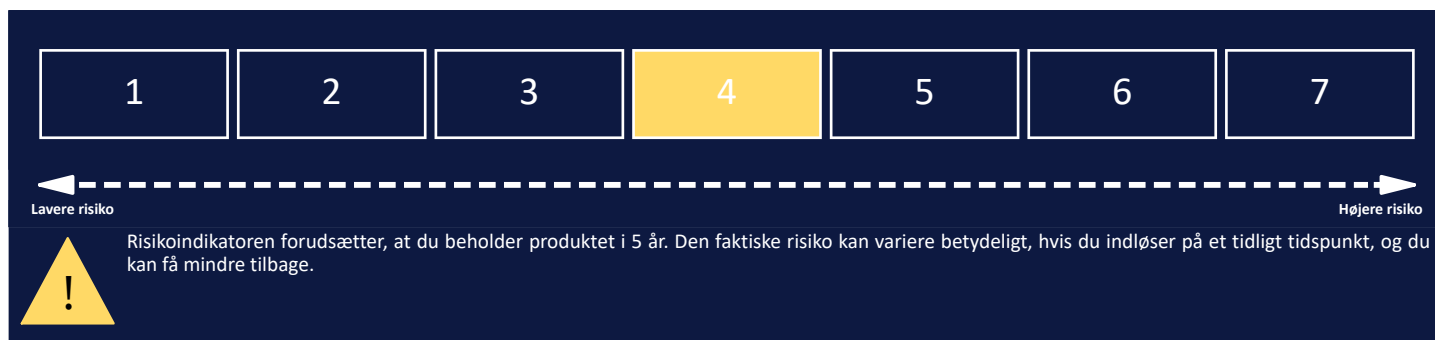 1 2 3 4 5 6 7
Lavere risiko Højere risiko
Risikoindikatoren forudsætter, at du beholder produktet i 5 år. Den faktiske risiko kan variere betydeligt, hvis du indløser på et tidligt tidspunkt, og du
kan få mindre tilbage.
!